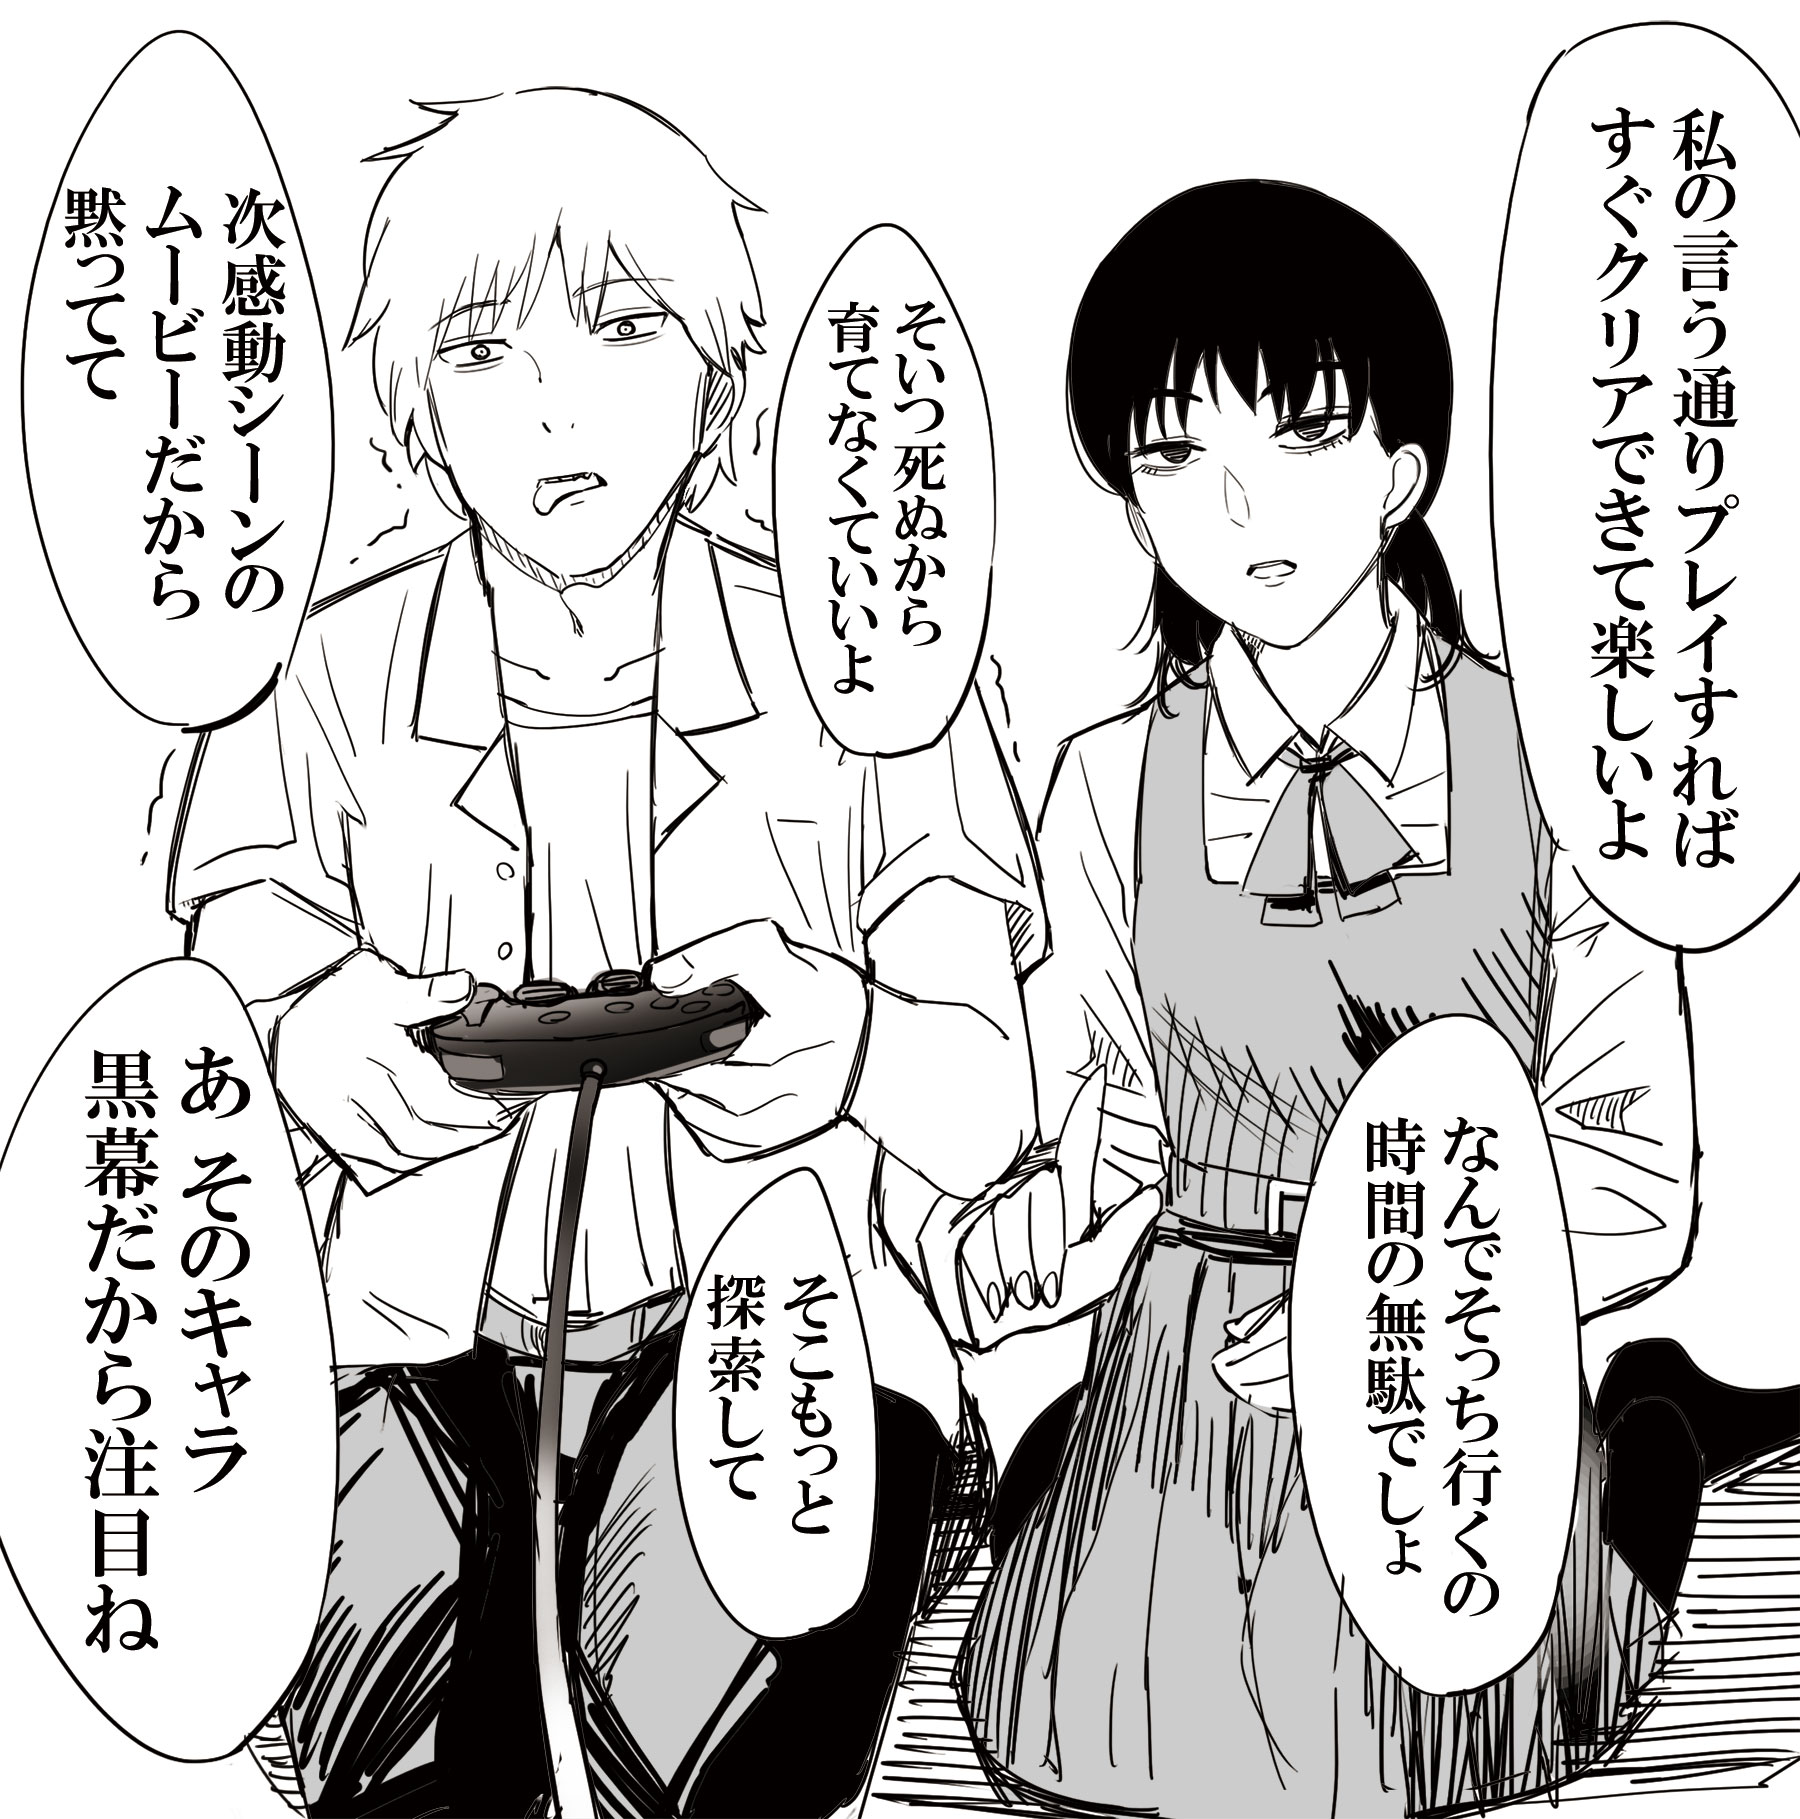 私の言う通りプレイすれば
すぐクリアできて楽しいよ
そいつ死ぬから
育てなくていいよ
次感動シーンの
ムービーだから
黙ってて
なんでそっち行くの
時間の無駄でしょ
そこもっと
探索して
あ そのキャラ
黒幕だから注目ね